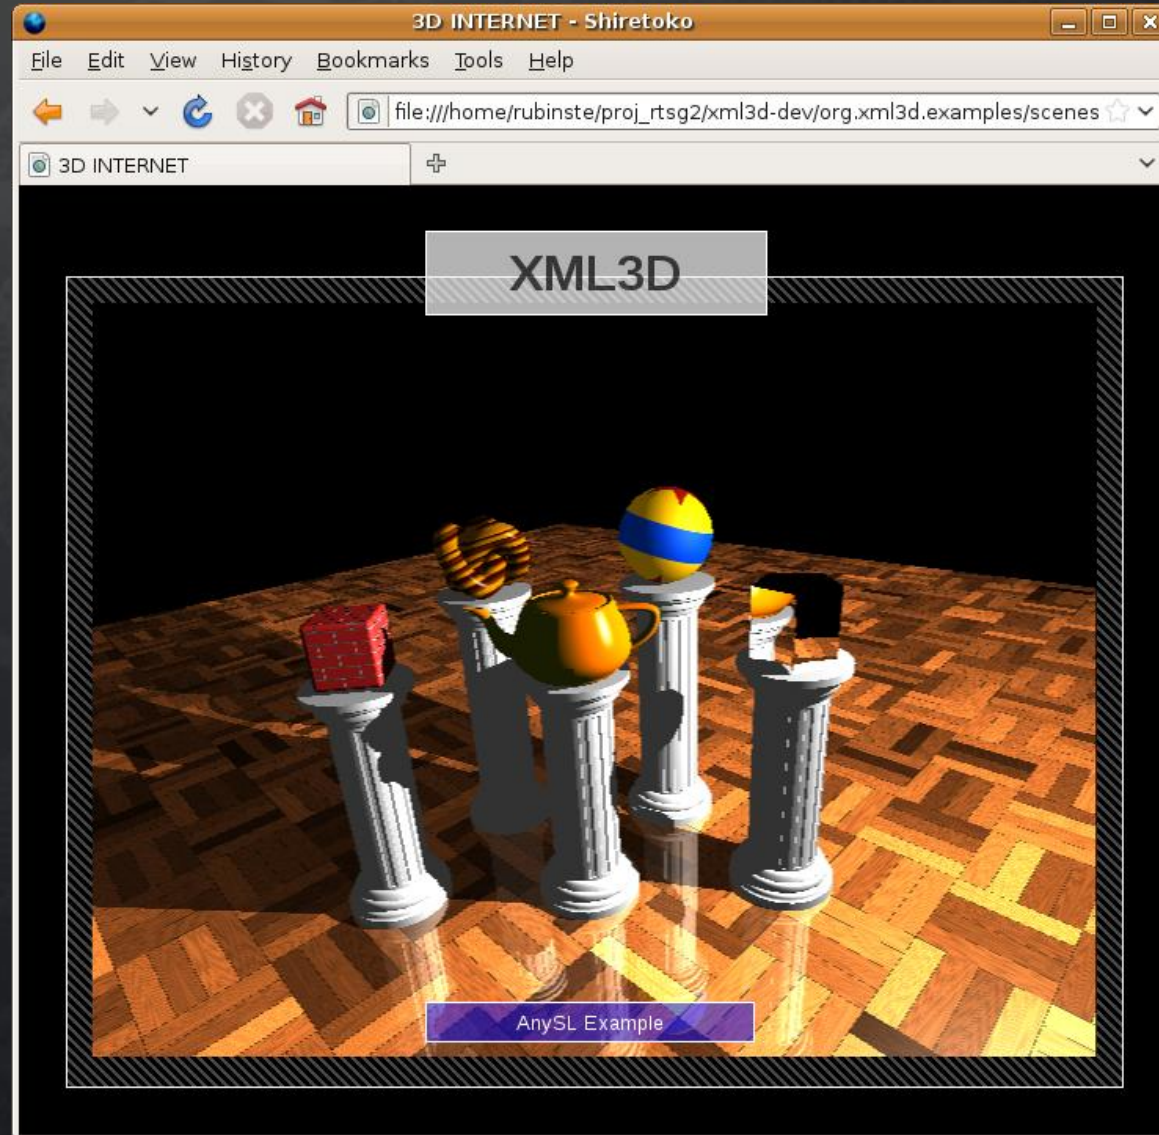 3D INTERNET - Shiretoko
File Edit View History Bookmarks Tools Help
file:///home/rubinste/proj_rtsg2/xml3d-dev/org.xml3d.examples/scenes
3D INTERNET
XML3D
AnySL Example